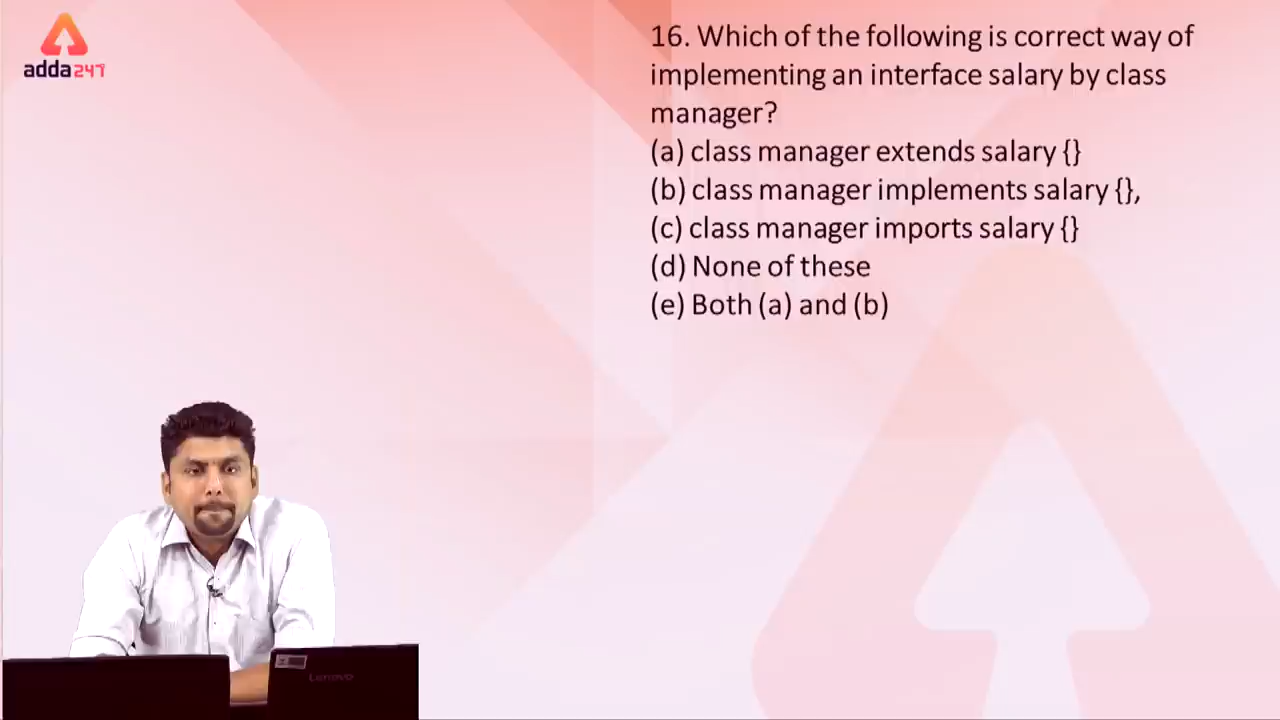 adda247
16. Which of the following is correct way of
implementing an interface salary by class
manager?
(a) class manager extends salary {}
(b) class manager implements salary {},
(c) class manager imports salary {}
(d) None of these
(e) Both (a) and (b)
Lenovo